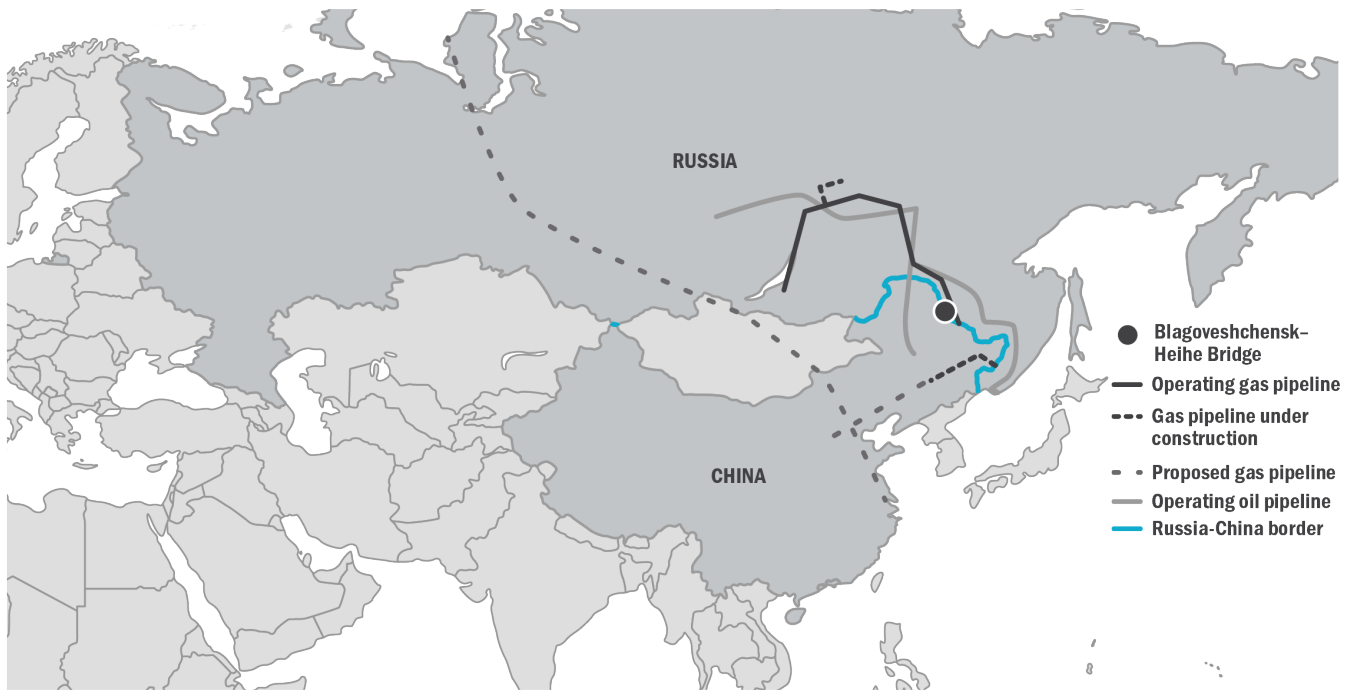 RUSSIA
CHINA
Blagoveshchensk–
Heihe Bridge
Operating gas pipeline
Gas pipeline under
construction
Proposed gas pipeline
Operating oil pipeline
Russia-China border